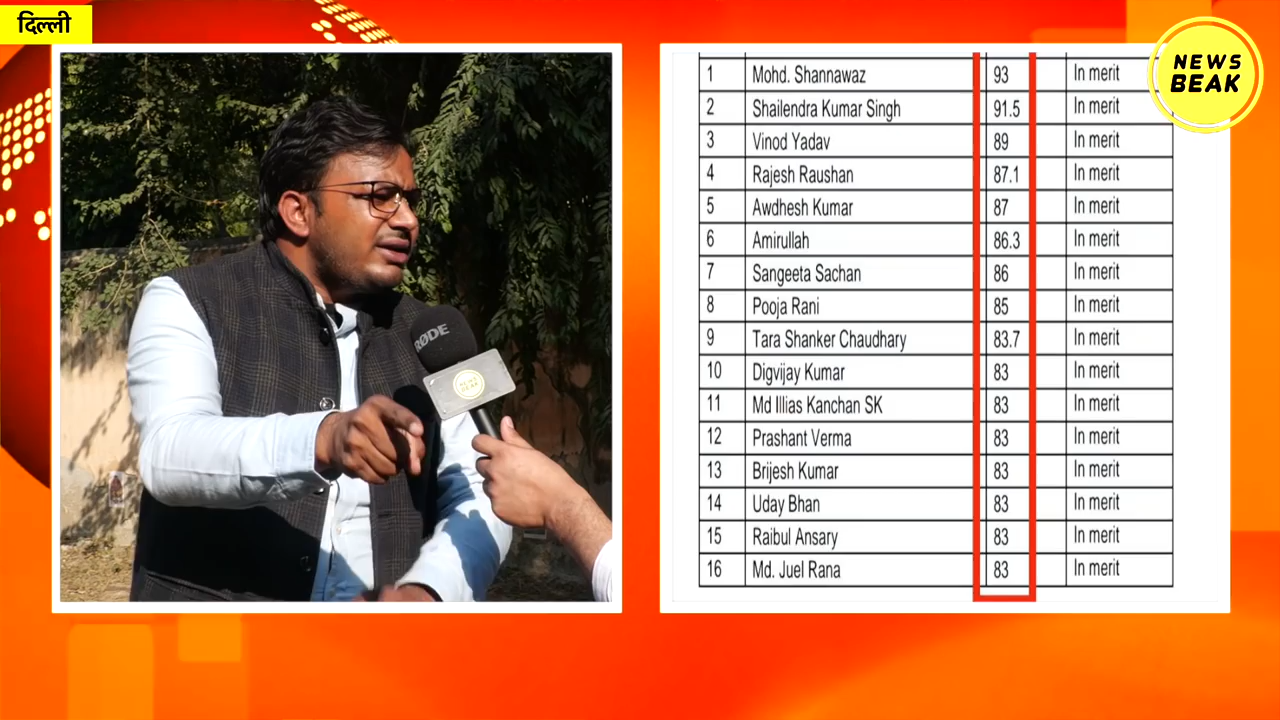 दिल्ली
NEWS
BEAK
RØDE
NEWS
BEAK
1 Mohd. Shannawaz 93 In merit
2 Shailendra Kumar Singh 91.5 In merit
3 Vinod Yadav 89 In merit
4 Rajesh Raushan 87.1 In merit
5 Awdhesh Kumar 87 In merit
6 Amirullah 86.3 In merit
7 Sangeeta Sachan 86 In merit
8 Pooja Rani 85 In merit
9 Tara Shanker Chaudhary 83.7 In merit
10 Digvijay Kumar 83 In merit
11 Md Illias Kanchan SK 83 In merit
12 Prashant Verma 83 In merit
13 Brijesh Kumar 83 In merit
14 Uday Bhan 83 In merit
15 Raibul Ansary 83 In merit
16 Md. Juel Rana 83 In merit